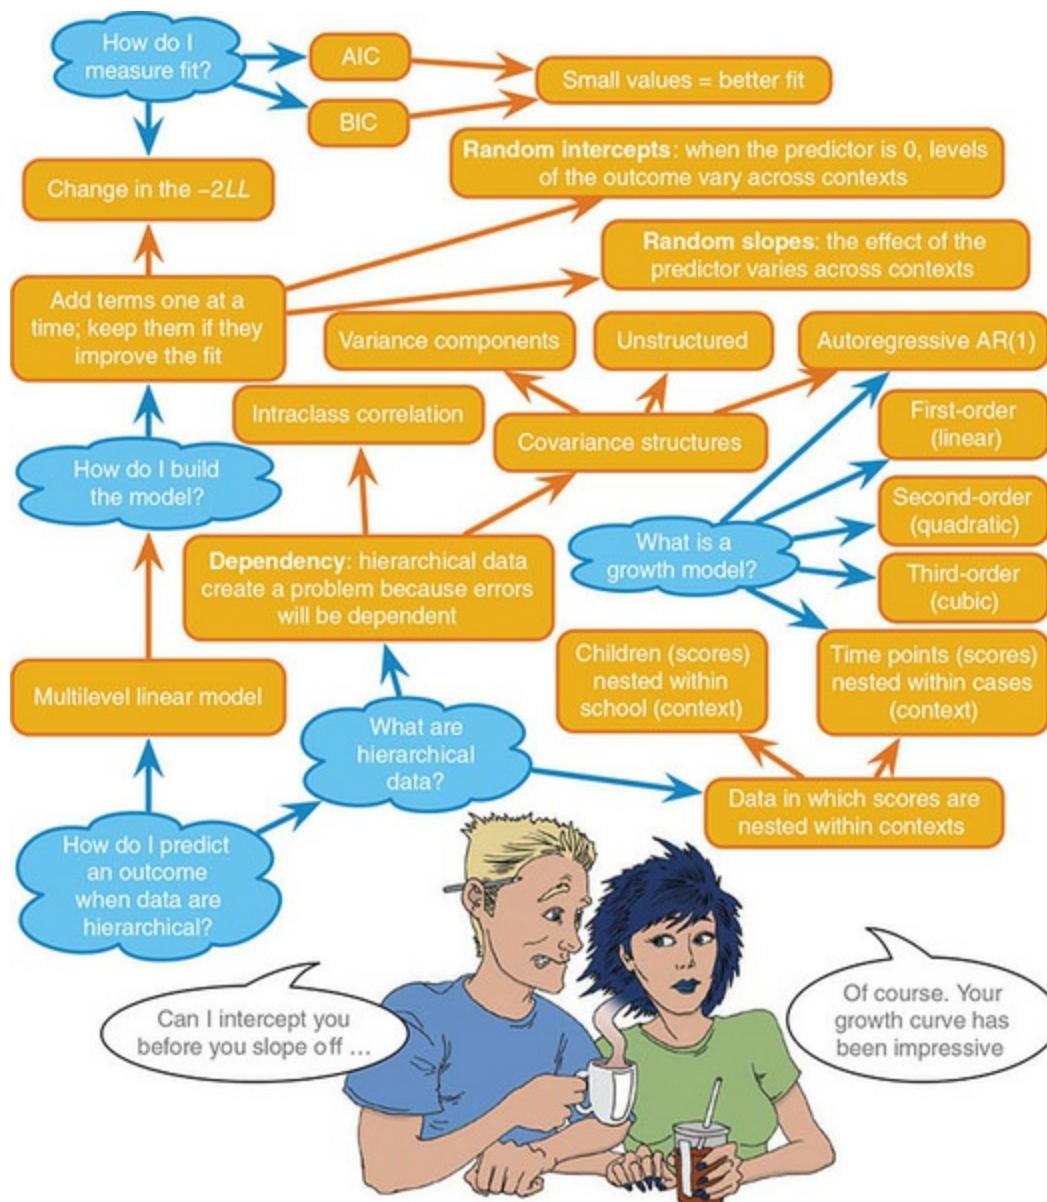 How do I
measure fit?
AIC
BIC
Small values = better fit
Change in the −2LL
Random intercepts: when the predictor is 0, levels
of the outcome vary across contexts
Random slopes: the effect of the
predictor varies across contexts
Add terms one at a
time; keep them if they
improve the fit
Variance components
Unstructured
Autoregressive AR(1)
Intraclass correlation
Covariance structures
First-order
(linear)
How do I build
the model?
Second-order
(quadratic)
What is a
growth model?
Dependency: hierarchical data
create a problem because errors
will be dependent
Third-order
(cubic)
Children (scores)
nested within
school (context)
Time points (scores)
nested within cases
(context)
Multilevel linear model
What are
hierarchical
data?
Data in which scores are
nested within contexts
How do I predict
an outcome
when data are
hierarchical?
Can I intercept you
before you slope off ...
Of course. Your
growth curve has
been impressive